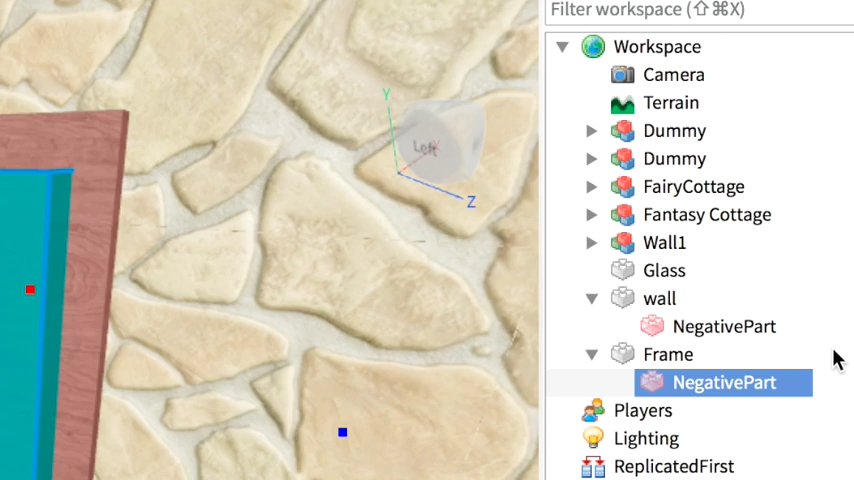 Filter workspace (⇧⌘X)
Workspace
Camera
Terrain
Dummy
Dummy
FairyCottage
Fantasy Cottage
Wall1
Glass
wall
NegativePart
Frame
NegativePart
Players
Lighting
ReplicatedFirst
Y
Left
Z